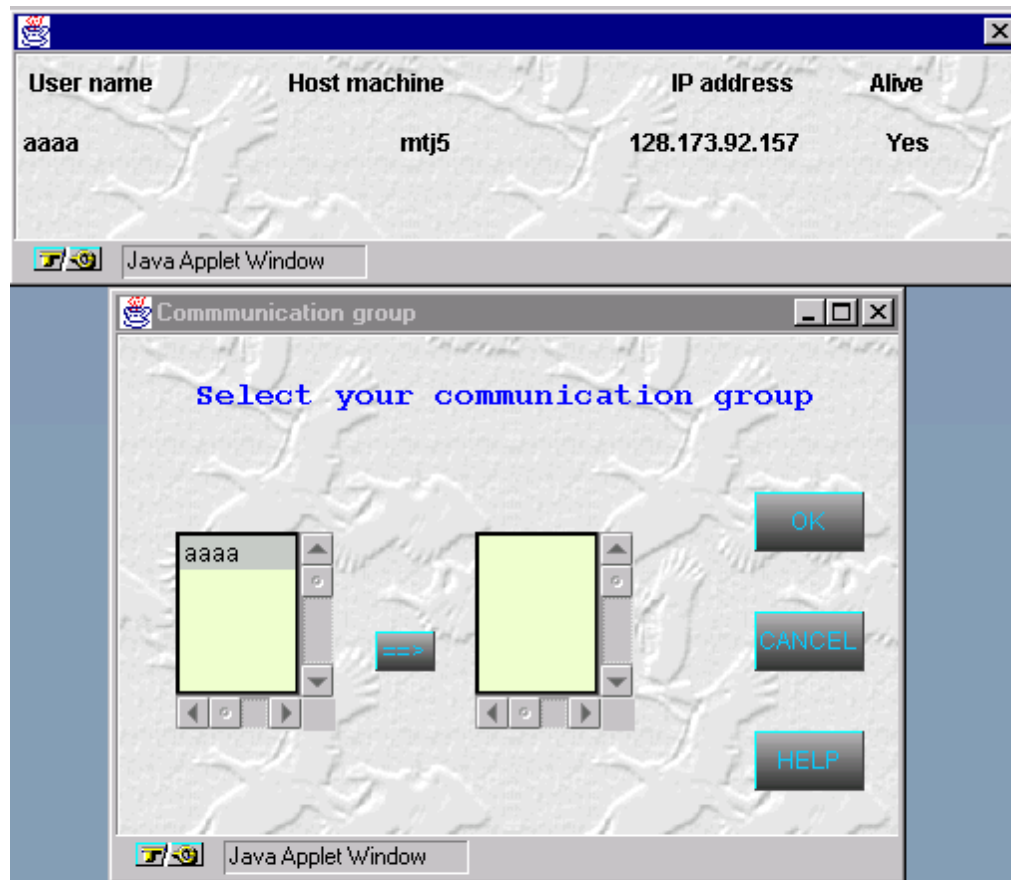 User name Host machine IP address Alive
aaaa mtj5 128.173.92.157 Yes
Java Applet Window
Commmunication group
Select your communication group
OK
aaaa
==>
CANCEL
HELP
Java Applet Window